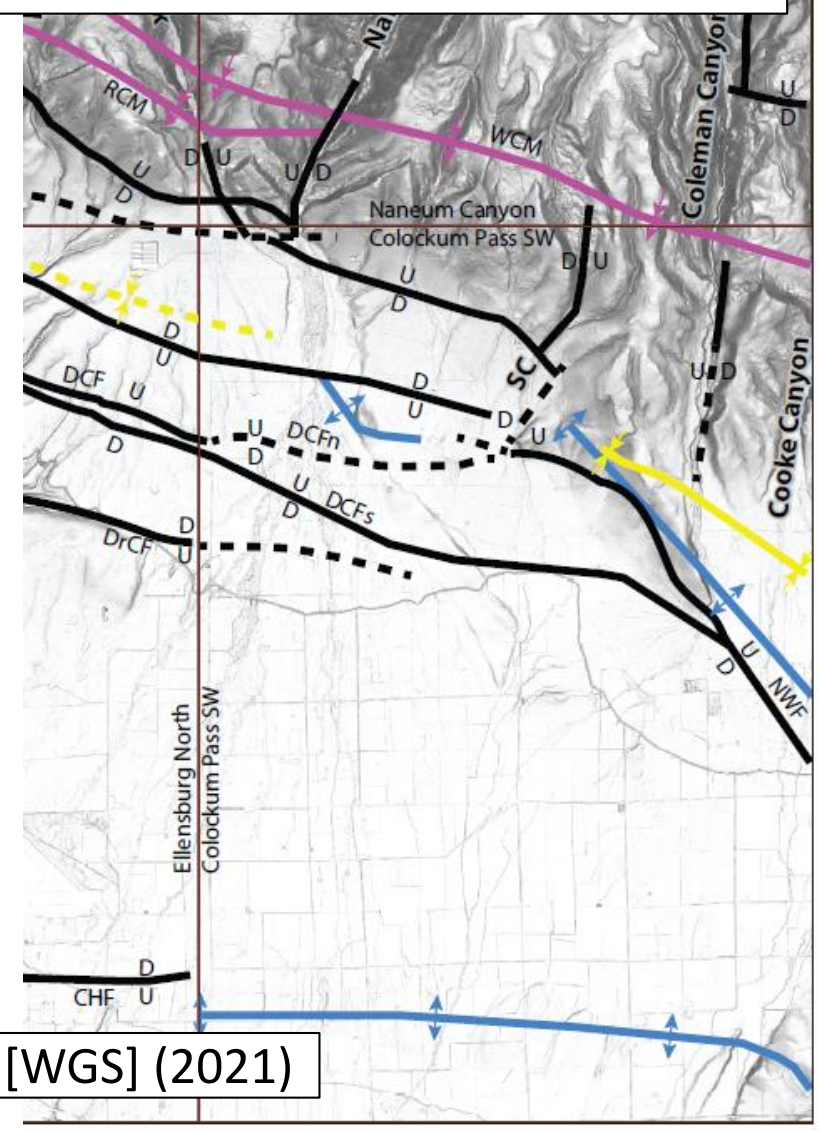 Na
Coleman Canyon
U
D
RCM
WCM
D U
U D
U
D
Naneum Canyon
Colockum Pass SW
D U
U
D
D
U
SC
U D
Cooke Canyon
DCF U
D
U
D
U
D
DCFn
D
U
U
D
DCFs
D
U
DrCF
U
D
NWF
Ellensburg North
Colockum Pass SW
D
CHF U
[WGS] (2021)